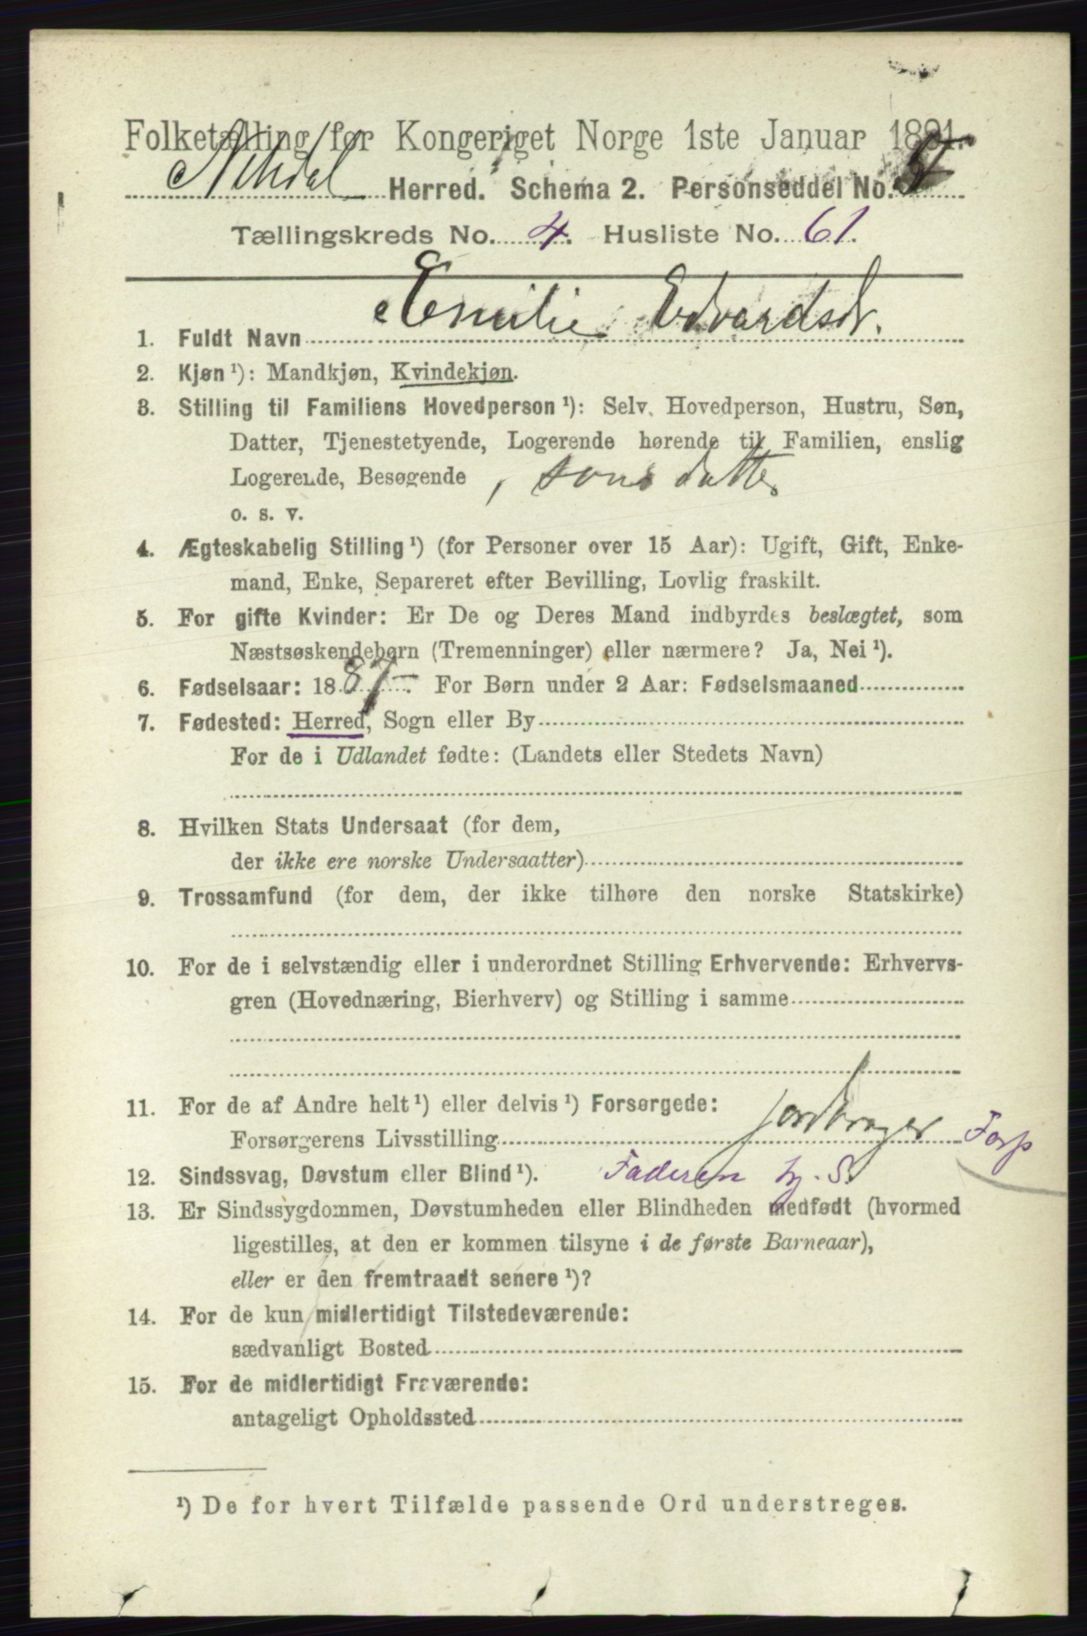 Folketælling for Kongeriget Norge 1ste Januar 1891.
Nitedal Herred. Schema 2. Personseddel No.
Tællingskreds No. 4. Husliste No. 61.
1. Fuldt Navn Emilie Edvardsdr.
2. Kjøn ¹): Mandkjøn, Kvindekjøn.
3. Stilling til Familiens Hovedperson ¹): Selv, Hovedperson, Hustru, Søn,
Datter, Tjenestetyende, Logerende hørende til Familien, enslig
Logerende, Besøgende , sønsdatter
o. s. v.
4. Ægteskabelig Stilling ¹) (for Personer over 15 Aar): Ugift, Gift, Enke-
mand, Enke, Separeret efter Bevilling, Lovlig fraskilt.
5. For gifte Kvinder: Er De og Deres Mand indbyrdes beslægtet, som
Næstsøskendebørn (Tremenninger) eller nærmere? Ja, Nei ¹).
6. Fødselsaar: 1887. For Børn under 2 Aar: Fødselsmaaned
7. Fødested: Herred, Sogn eller By
For de i Udlandet fødte: (Landets eller Stedets Navn)
8. Hvilken Stats Undersaat (for dem,
der ikke ere norske Undersaatter)
9. Trossamfund (for dem, der ikke tilhøre den norske Statskirke)
10. For de i selvstændig eller i underordnet Stilling Erhvervende: Erhvervs-
gren (Hovednæring, Bierhverv) og Stilling i samme
11. For de af Andre helt ¹) eller delvis ¹) Forsørgede:
Forsørgerens Livsstilling jordbruger Forp
12. Sindssvag, Døvstum eller Blind ¹). Faderen S.
13. Er Sindssygdommen, Døvstumheden eller Blindheden medfødt (hvormed
ligestilles, at den er kommen tilsyne i de første Barneaar),
eller er den fremtraadt senere ¹)?
14. For de kun midlertidigt Tilstedeværende:
sædvanligt Bosted
15. For de midlertidigt Fraværende:
antageligt Opholdssted
¹) De for hvert Tilfælde passende Ord understreges.